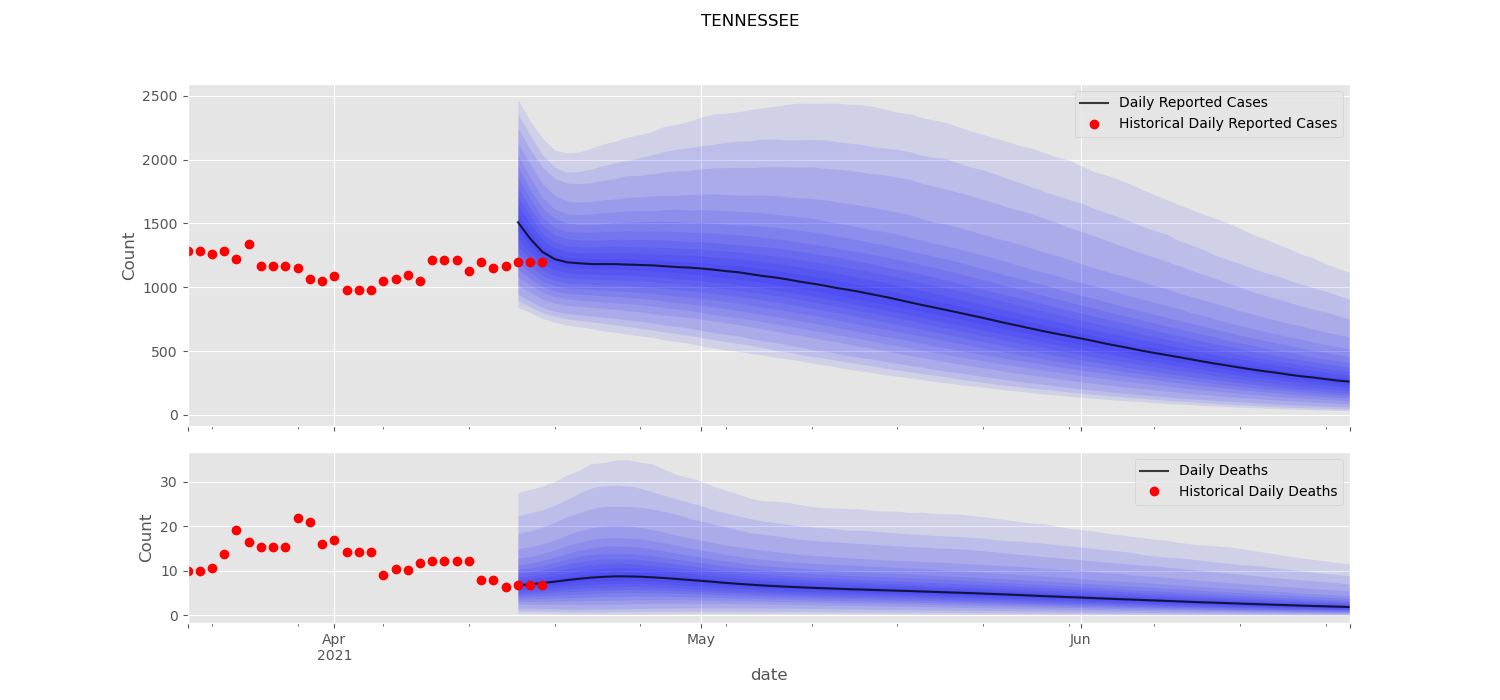 TENNESSEE
2500
2000
1500
1000
500
0
Count
Daily Reported Cases
Historical Daily Reported Cases
30
20
10
0
Count
Daily Deaths
Historical Daily Deaths
Apr
2021
May
Jun
date